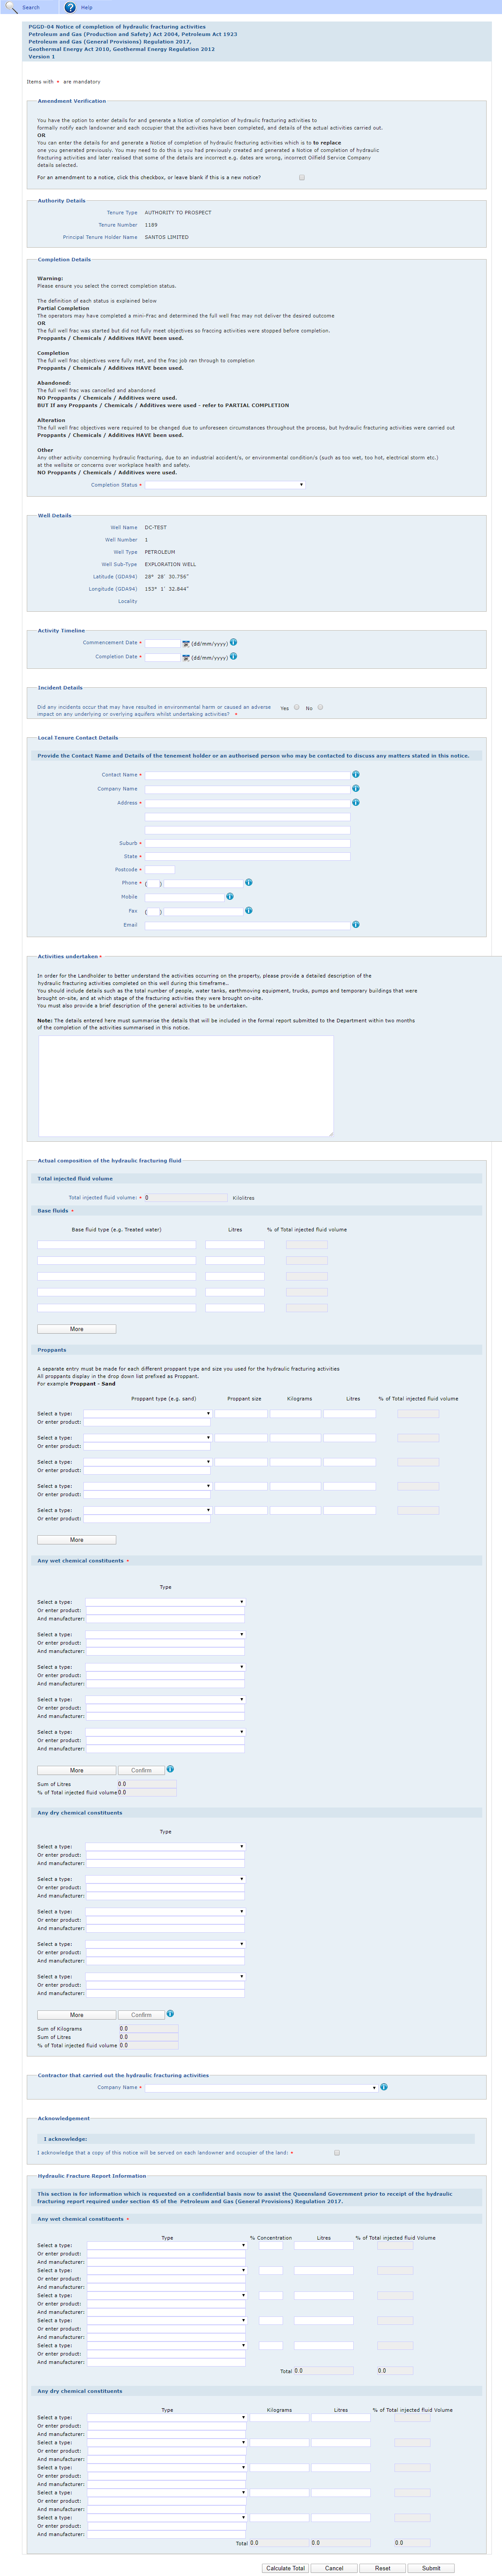 Search Help
PGGD-04 Notice of completion of hydraulic fracturing activities
Petroleum and Gas (Production and Safety) Act 2004, Petroleum Act 1923
Petroleum and Gas (General Provisions) Regulation 2017,
Geothermal Energy Act 2010, Geothermal Energy Regulation 2012
Version 1
Items with * are mandatory
Amendment Verification
You have the option to enter details for and generate a Notice of completion of hydraulic fracturing activities to
formally notify each landowner and each occupier that the activities have been completed, and details of the actual activities carried out.
OR
You can enter the details for and generate a Notice of completion of hydraulic fracturing activities which is to to replace
one you generated previously. You may need to do this is you had previously created and generated a Notice of completion of hydraulic
fracturing activities and later realised that some of the details are incorrect e.g. dates are wrong, incorrect Oilfield Service Company
details selected.
For an amendment to a notice, click this checkbox, or leave blank if this is a new notice?
Authority Details
Tenure Type AUTHORITY TO PROSPECT
Tenure Number 1189
Principal Tenure Holder Name SANTOS LIMITED
Completion Details
Warning:
Please ensure you select the correct completion status.
The definition of each status is explained below
Partial Completion
The operators may have completed a mini-Frac and determined the full well frac may not deliver the desired outcome
OR
The full well frac was started but did not fully meet objectives so fracing activities were stopped before completion.
Proppants / Chemicals / Additives HAVE been used.
Completion
The full well frac objectives were fully met, and the frac job ran through to completion
Proppants / Chemicals / Additives HAVE been used.
Abandoned:
The full well frac was cancelled and abandoned
NO Proppants / Chemicals / Additives were used.
BUT If any Proppants / Chemicals / Additives were used - refer to PARTIAL COMPLETION
Alteration
The full well frac objectives were required to be changed due to unforeseen circumstances throughout the process, but hydraulic fracturing activities were carried out
Proppants / Chemicals / Additives HAVE been used.
Other
Any other activity concerning hydraulic fracture, due to an industrial accident/s, or environmental condition/s (such as too wet, too hot, electrical storm etc.)
at the wellsite or concerns over workplace health and safety.
NO Proppants / Chemicals / Additives were used.
Completion Status *
Well Details
Well Name DC-TEST
Well Number 1
Well Type PETROLEUM
Well Sub-Type EXPLORATION WELL
Latitude (GDA94) 28° 28' 30.756"
Longitude (GDA94) 153° 1' 32.844"
Locality
Activity Timeline
Commencement Date * (dd/mm/yyyy)
Completion Date * (dd/mm/yyyy)
Incident Details
Did any incidents occur that may have resulted in environmental harm or caused an adverse Yes No
impact on any underlying or overlying aquifers whilst undertaking activities? *
Local Tenure Contact Details
Provide the Contact Name and Details of the tenement holder or an authorised person who may be contacted to discuss any matters stated in this notice.
Contact Name *
Company Name
Address *
Suburb *
State *
Postcode *
Phone * ( )
Mobile
Fax ( )
Email
Activities undertaken *
In order for the Landholder to better understand the activities occurring on the property, please provide a detailed description of the
hydraulic fracturing activities completed on this well during this timeframe..
You should include details such as the total number of people, water tanks, earthmoving equipment, trucks, pumps and temporary buildings that were
brought on-site, and at which stage of the fracturing activities they were brought on-site.
You must also provide a brief description of the general activities to be undertaken.
Note: The details entered here must summarise the details that will be included in the formal report submitted to the Department within two months
of the completion of the activities summarised in this notice.
Actual composition of the hydraulic fracturing fluid
Total injected fluid volume
Total injected fluid volume: * 0 Kilolitres
Base fluids *
Base fluid type (e.g. Treated water) Litres % of Total injected fluid volume
More
Proppants
A separate entry must be made for each different proppant type and size you used for the hydraulic fracturing activities
All proppants display in the drop down list prefixed as Proppant.
For example Proppant - Sand
Proppant type (e.g. sand) Proppant size Kilograms Litres % of Total injected fluid volume
Select a type:
Or enter product:
Select a type:
Or enter product:
Select a type:
Or enter product:
Select a type:
Or enter product:
Select a type:
Or enter product:
More
Any wet chemical constituents *
Type
Select a type:
Or enter product:
And manufacturer:
Select a type:
Or enter product:
And manufacturer:
Select a type:
Or enter product:
And manufacturer:
Select a type:
Or enter product:
And manufacturer:
Select a type:
Or enter product:
And manufacturer:
More Confirm
Sum of Litres 0.0
% of Total injected fluid volume 0.0
Any dry chemical constituents
Type
Select a type:
Or enter product:
And manufacturer:
Select a type:
Or enter product:
And manufacturer:
Select a type:
Or enter product:
And manufacturer:
Select a type:
Or enter product:
And manufacturer:
Select a type:
Or enter product:
And manufacturer:
More Confirm
Sum of Kilograms 0.0
Sum of Litres 0.0
% of Total injected fluid volume 0.0
Contractor that carried out the hydraulic fracturing activities
Company Name *
Acknowledgement
I acknowledge:
I acknowledge that a copy of this notice will be served on each landowner and occupier of the land: *
Hydraulic Fracture Report Information
This section is for information which is requested on a confidential basis now to assist the Queensland Government prior to receipt of the hydraulic
fracturing report required under section 45 of the Petroleum and Gas (General Provisions) Regulation 2017.
Any wet chemical constituents *
Type % Concentration Litres % of Total injected fluid Volume
Select a type:
Or enter product:
And manufacturer:
Select a type:
Or enter product:
And manufacturer:
Select a type:
Or enter product:
And manufacturer:
Select a type:
Or enter product:
And manufacturer:
Select a type:
Or enter product:
And manufacturer:
Total 0.0 0.0
Any dry chemical constituents
Type Kilograms Litres % of Total injected fluid Volume
Select a type:
Or enter product:
And manufacturer:
Select a type:
Or enter product:
And manufacturer:
Select a type:
Or enter product:
And manufacturer:
Select a type:
Or enter product:
And manufacturer:
Select a type:
Or enter product:
And manufacturer:
Total 0.0 0.0 0.0
Calculate Total Cancel Reset Submit